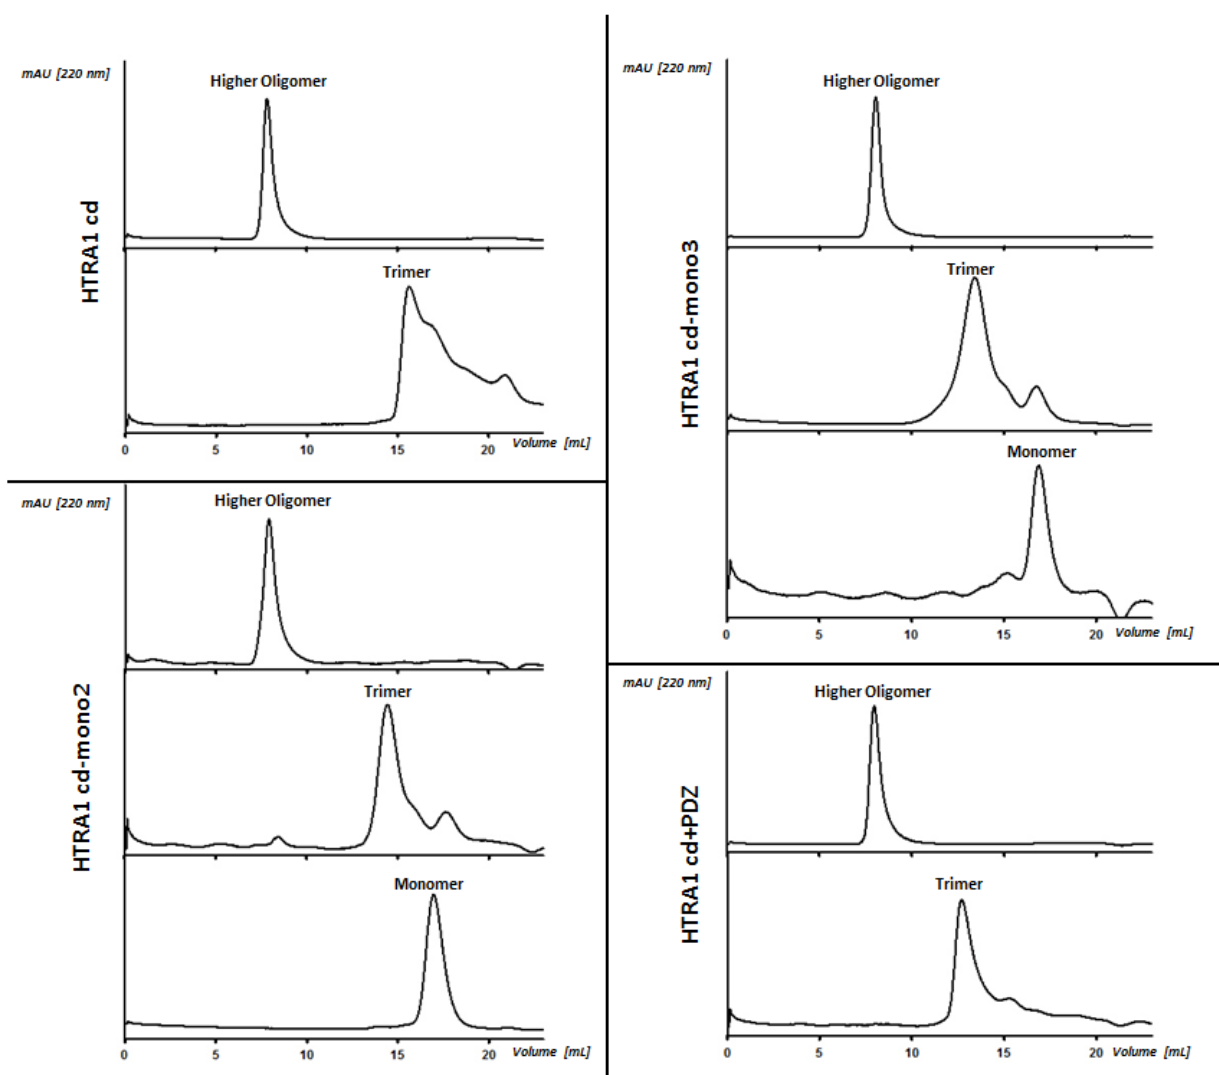 mAU [220 nm]
Higher Oligomer
HTRA1 cd
Trimer
0 5 10 15 20 Volume [mL]
mAU [220 nm]
Higher Oligomer
HTRA1 cd-mono2
Trimer
Monomer
0 5 10 15 20 Volume [mL]
mAU [220 nm]
Higher Oligomer
HTRA1 cd-mono3
Trimer
Monomer
0 5 10 15 20 Volume [mL]
mAU [220 nm]
Higher Oligomer
HTRA1 cd+PDZ
Trimer
0 5 10 15 20 Volume [mL]